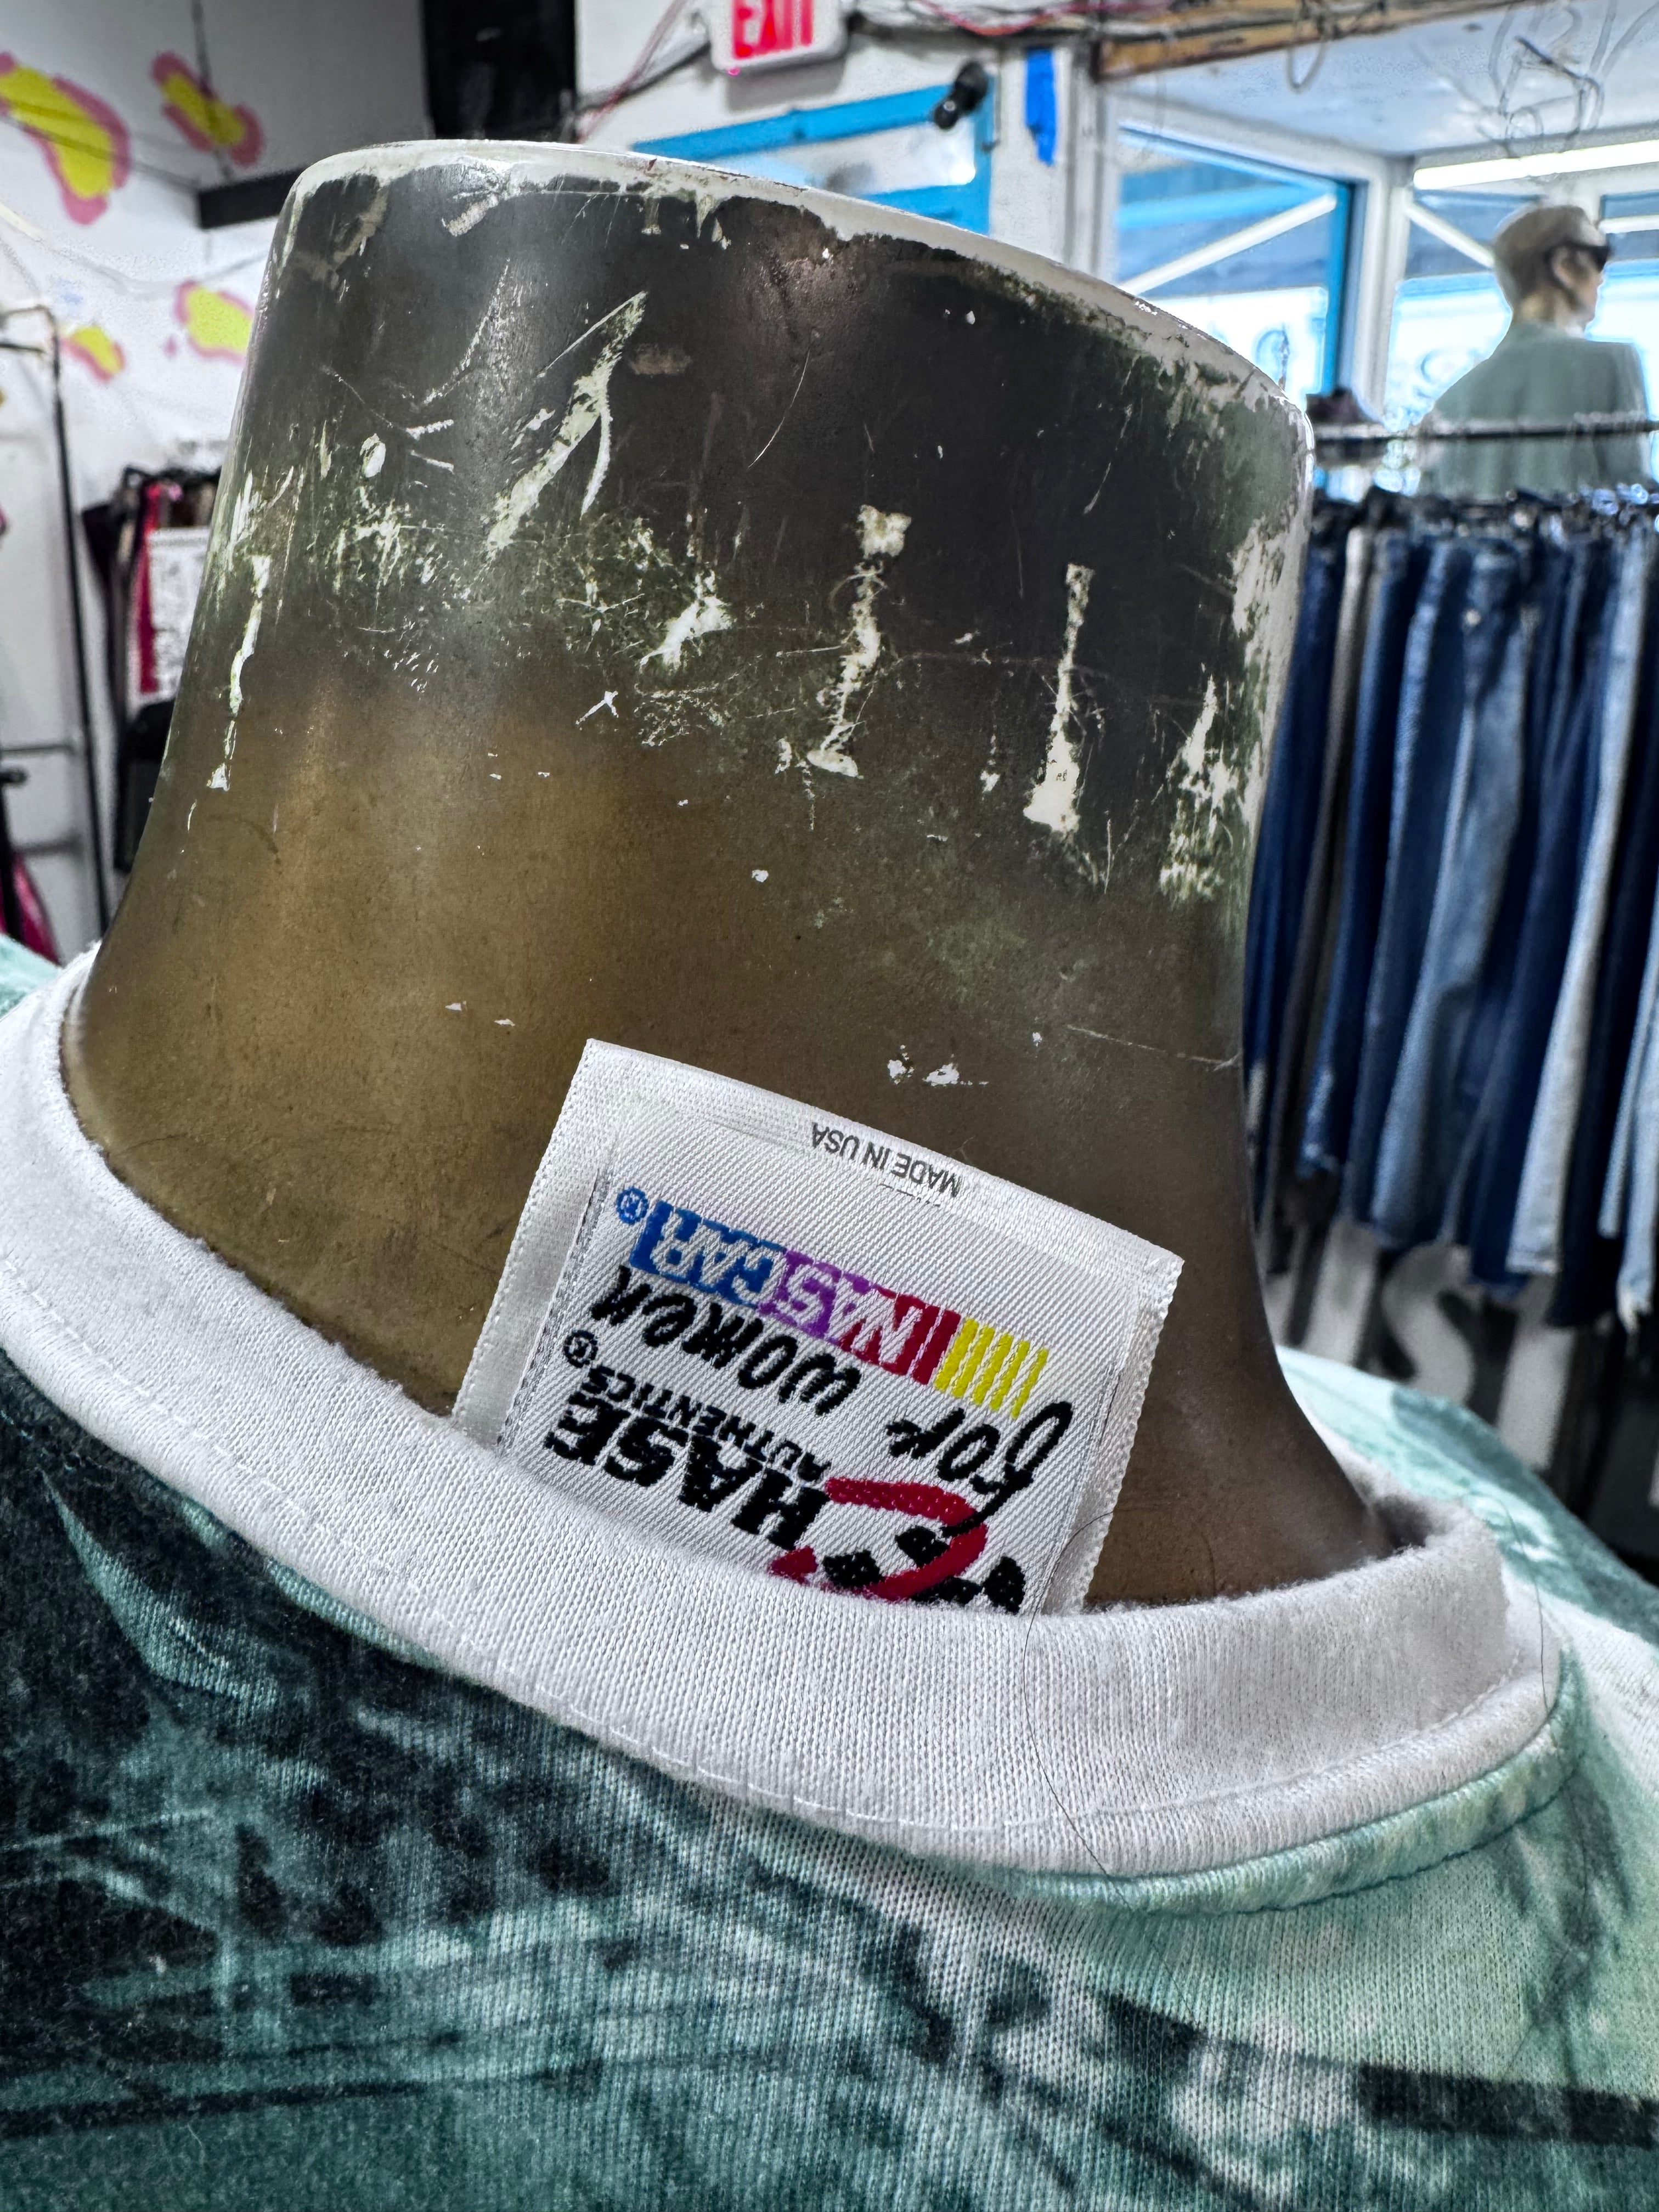 EXIT
CHASE
AUTHENTICS®
for women
NASCAR®
MADE IN USA